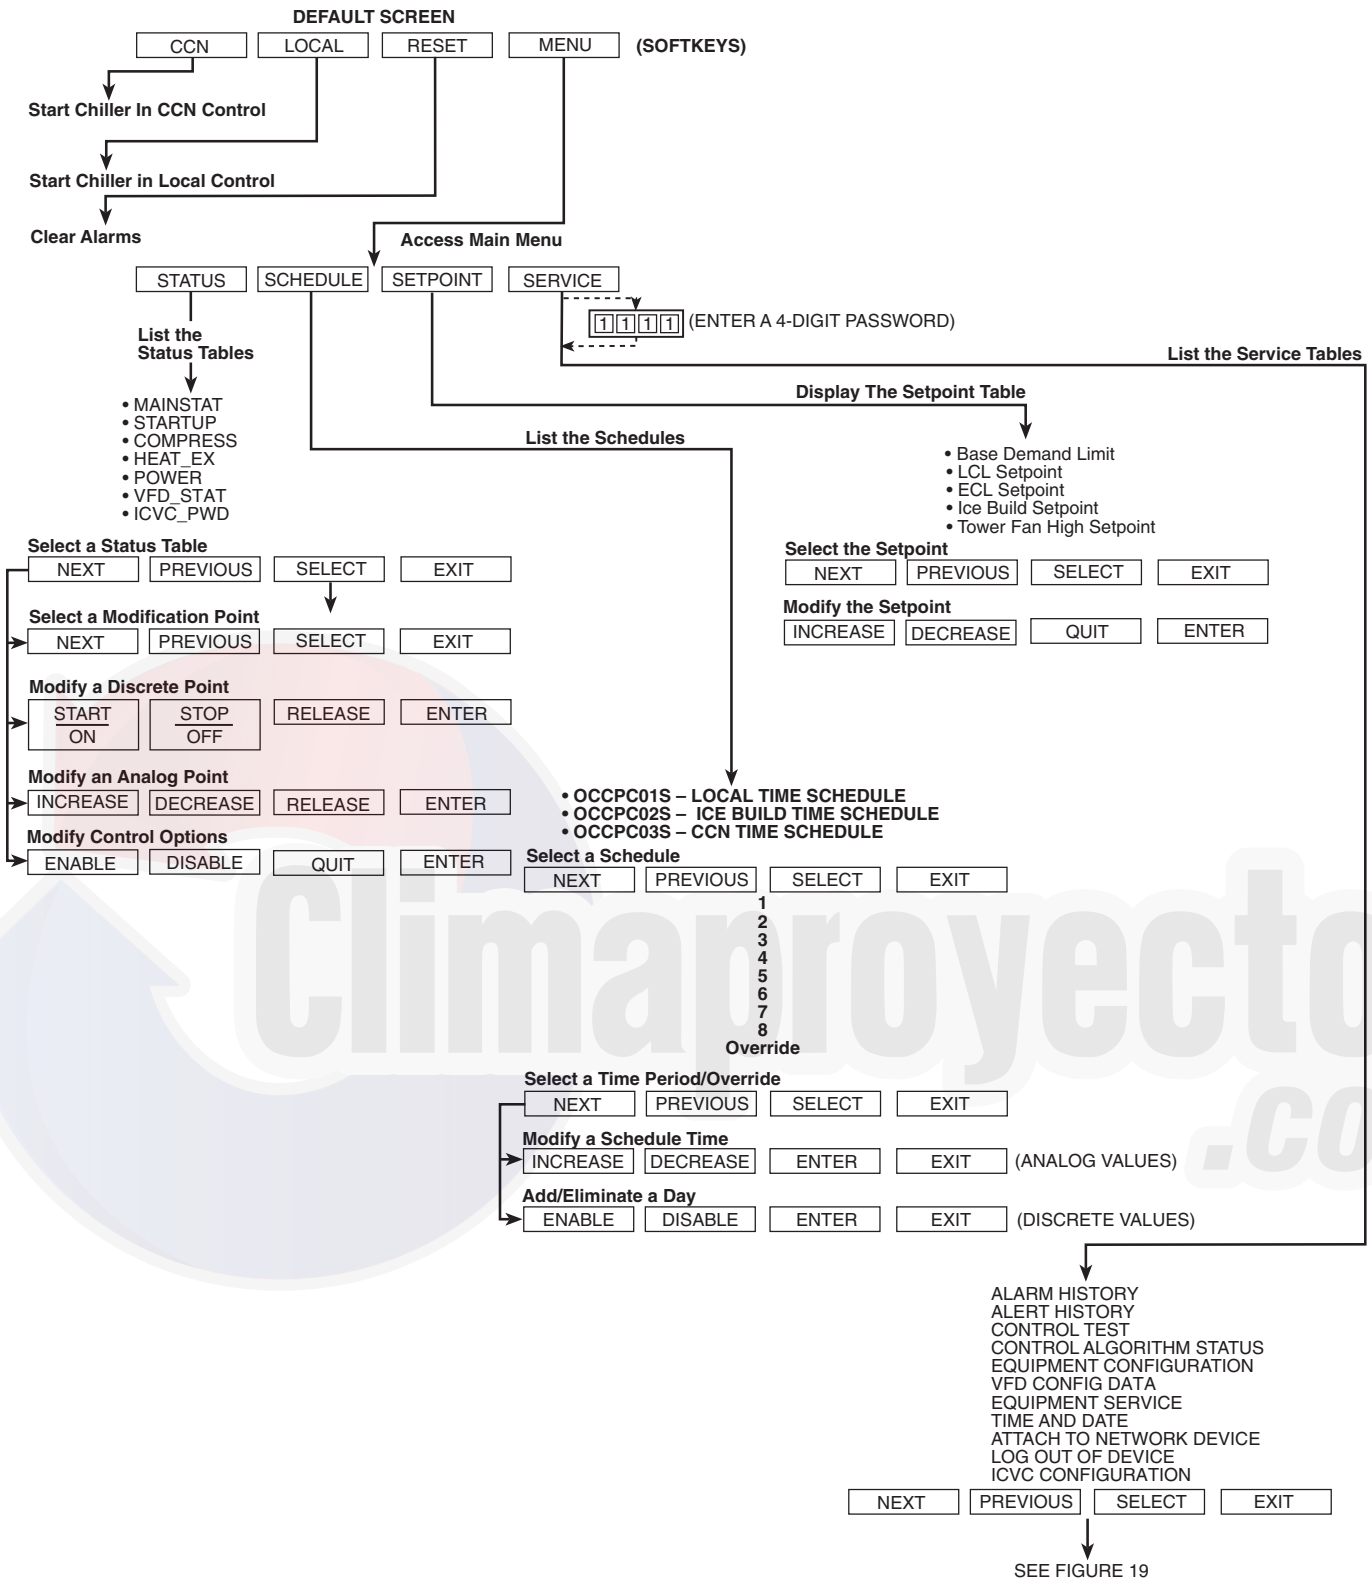 DEFAULT SCREEN
CCN LOCAL RESET MENU (SOFTKEYS)
Start Chiller In CCN Control
Start Chiller in Local Control
Clear Alarms
Access Main Menu
STATUS SCHEDULE SETPOINT SERVICE
1 1 1 1 (ENTER A 4-DIGIT PASSWORD)
List the
Status Tables
List the Service Tables
Display The Setpoint Table
• MAINSTAT
• STARTUP
• COMPRESS
• HEAT_EX
• POWER
• VFD_STAT
• ICVC_PWD
List the Schedules
• Base Demand Limit
• LCL Setpoint
• ECL Setpoint
• Ice Build Setpoint
• Tower Fan High Setpoint
Select a Status Table
NEXT PREVIOUS SELECT EXIT
Select the Setpoint
NEXT PREVIOUS SELECT EXIT
Select a Modification Point
NEXT PREVIOUS SELECT EXIT
Modify the Setpoint
INCREASE DECREASE QUIT ENTER
Modify a Discrete Point
START STOP RELEASE ENTER
ON OFF
Modify an Analog Point
INCREASE DECREASE RELEASE ENTER
Modify Control Options
ENABLE DISABLE QUIT ENTER
• OCCPC01S – LOCAL TIME SCHEDULE
• OCCPC02S – ICE BUILD TIME SCHEDULE
• OCCPC03S – CCN TIME SCHEDULE
Select a Schedule
NEXT PREVIOUS SELECT EXIT
1
2
3
4
5
6
7
8
Override
Select a Time Period/Override
NEXT PREVIOUS SELECT EXIT
Modify a Schedule Time
INCREASE DECREASE ENTER EXIT (ANALOG VALUES)
Add/Eliminate a Day
ENABLE DISABLE ENTER EXIT (DISCRETE VALUES)
ALARM HISTORY
ALERT HISTORY
CONTROL TEST
CONTROL ALGORITHM STATUS
EQUIPMENT CONFIGURATION
VFD CONFIG DATA
EQUIPMENT SERVICE
TIME AND DATE
ATTACH TO NETWORK DEVICE
LOG OUT OF DEVICE
ICVC CONFIGURATION
NEXT PREVIOUS SELECT EXIT
SEE FIGURE 19
Climaproyecto
.co